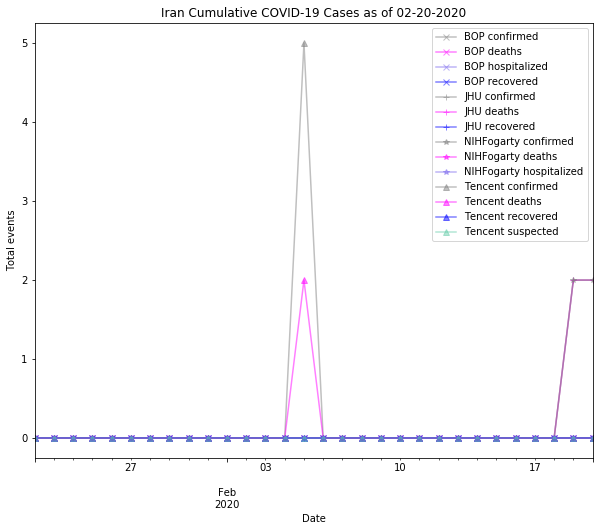 Iran Cumulative COVID-19 Cases as of 02-20-2020
BOP confirmed
BOP deaths
BOP hospitalized
BOP recovered
JHU confirmed
JHU deaths
JHU recovered
NIHFogarty confirmed
NIHFogarty deaths
NIHFogarty hospitalized
Tencent confirmed
Tencent deaths
Tencent recovered
Tencent suspected
Total events
5
4
3
2
1
0
27
03
10
17
Feb
2020
Date